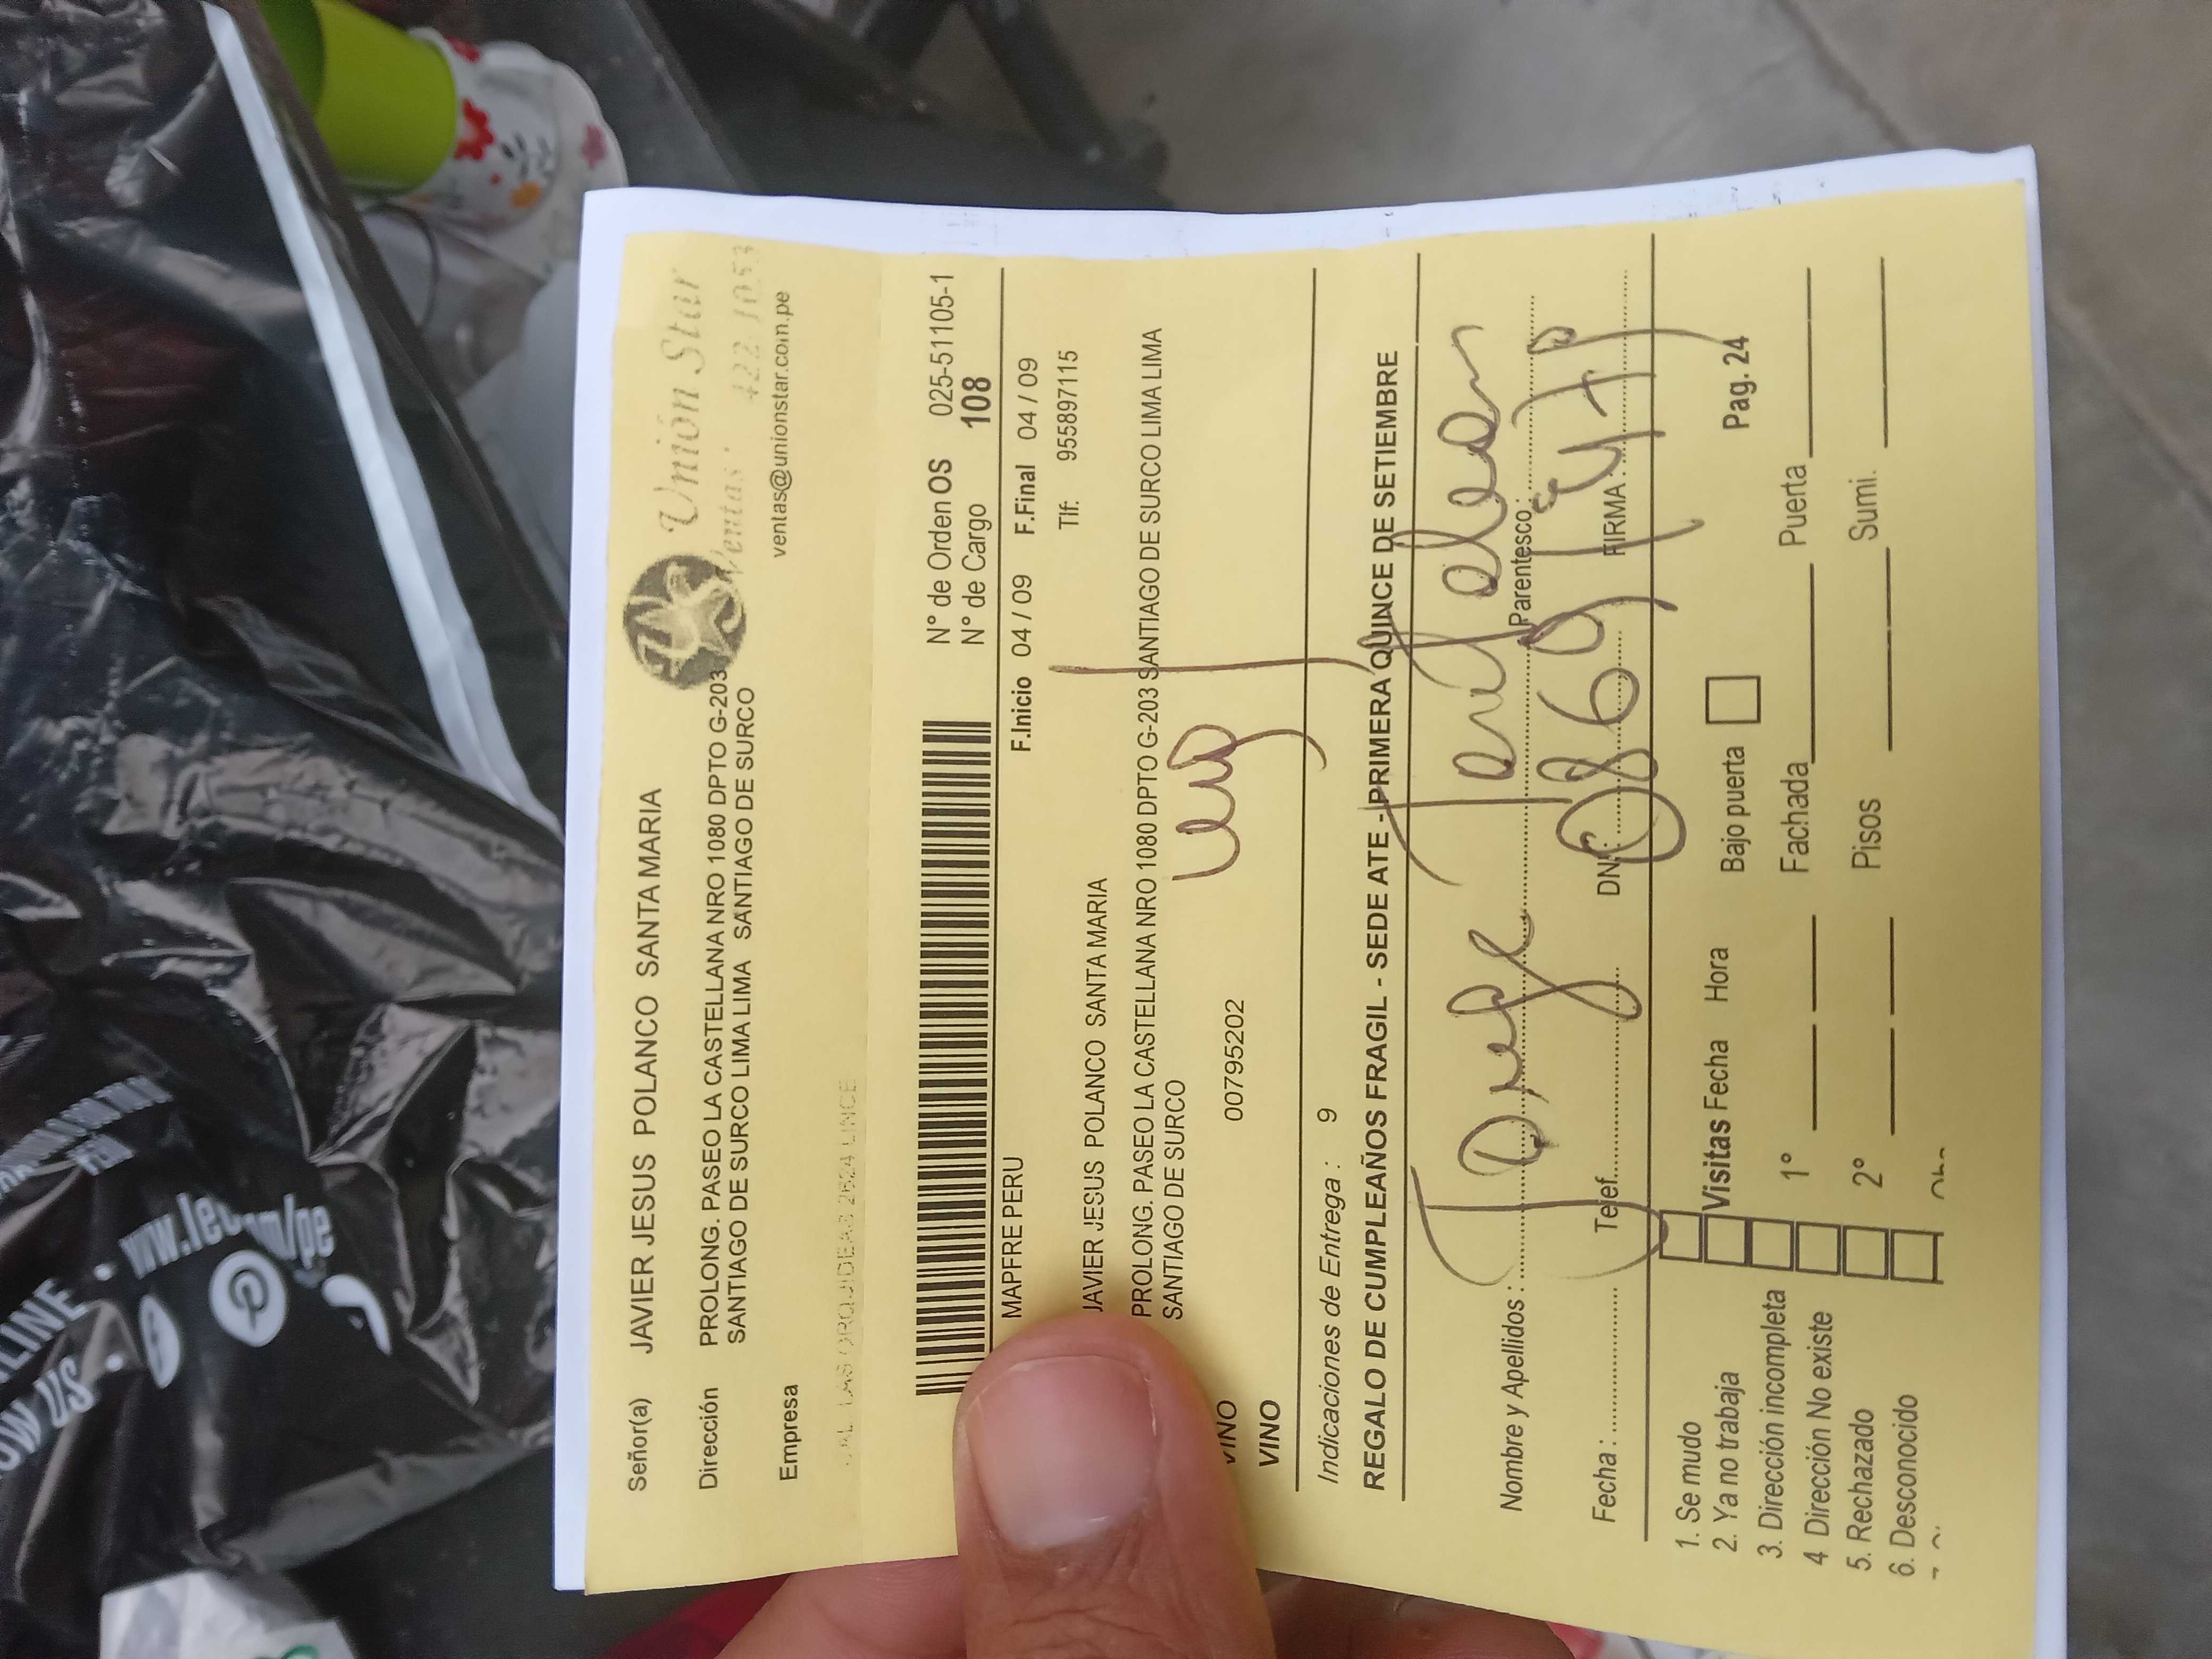 Señor(a) JAVIER JESUS POLANCO SANTA MARIA
Unión Star
Ventas: 422-1053
Dirección PROLONG. PASEO LA CASTELLANA NRO 1080 DPTO G-203
SANTIAGO DE SURCO LIMA LIMA SANTIAGO DE SURCO
ventas@unionstar.com.pe
Empresa
CAL. LAS ORQUIDEAS 2624 LINCE
N° de Orden OS 025-51105-1
N° de Cargo 108
MAPFRE PERU
F.Inicio 04 / 09 F.Final 04 / 09
Tlf: 955897115
JAVIER JESUS POLANCO SANTA MARIA
PROLONG. PASEO LA CASTELLANA NRO 1080 DPTO G-203 SANTIAGO DE SURCO LIMA LIMA
SANTIAGO DE SURCO
00795202
VINO
VINO
Indicaciones de Entrega : 9
REGALO DE CUMPLEAÑOS FRAGIL - SEDE ATE - PRIMERA QUINCE DE SETIEMBRE
Jorge
Nombre y Apellidos : Parentesco :
Fecha : Telef. DNI: FIRMA :
1. Se mudo
2. Ya no trabaja
3. Dirección incompleta
4 Dirección No existe
5. Rechazado
6. Desconocido
Visitas Fecha Hora
1°
2°
Bajo puerta Pag. 24
Fachada Puerta
Pisos Sumi.